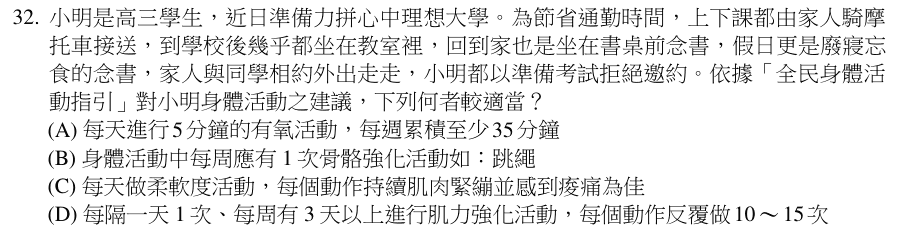 32. 小明是高三學生，近日準備力拼心中理想大學。為節省通勤時間，上下課都由家人騎摩
托車接送，到學校後幾乎都坐在教室裡，回到家也是坐在書桌前念書，假日更是廢寢忘
食的念書，家人與同學相約外出走走，小明都以準備考試拒絕邀約。依據「全民身體活
動指引」對小明身體活動之建議，下列何者較適當？
(A) 每天進行5分鐘的有氧活動，每週累積至少35分鐘
(B) 身體活動中每周應有 1 次骨骼強化活動如：跳繩
(C) 每天做柔軟度活動，每個動作持續肌肉緊繃並感到痠痛為佳
(D) 每隔一天 1 次、每周有 3 天以上進行肌力強化活動，每個動作反覆做10～15次